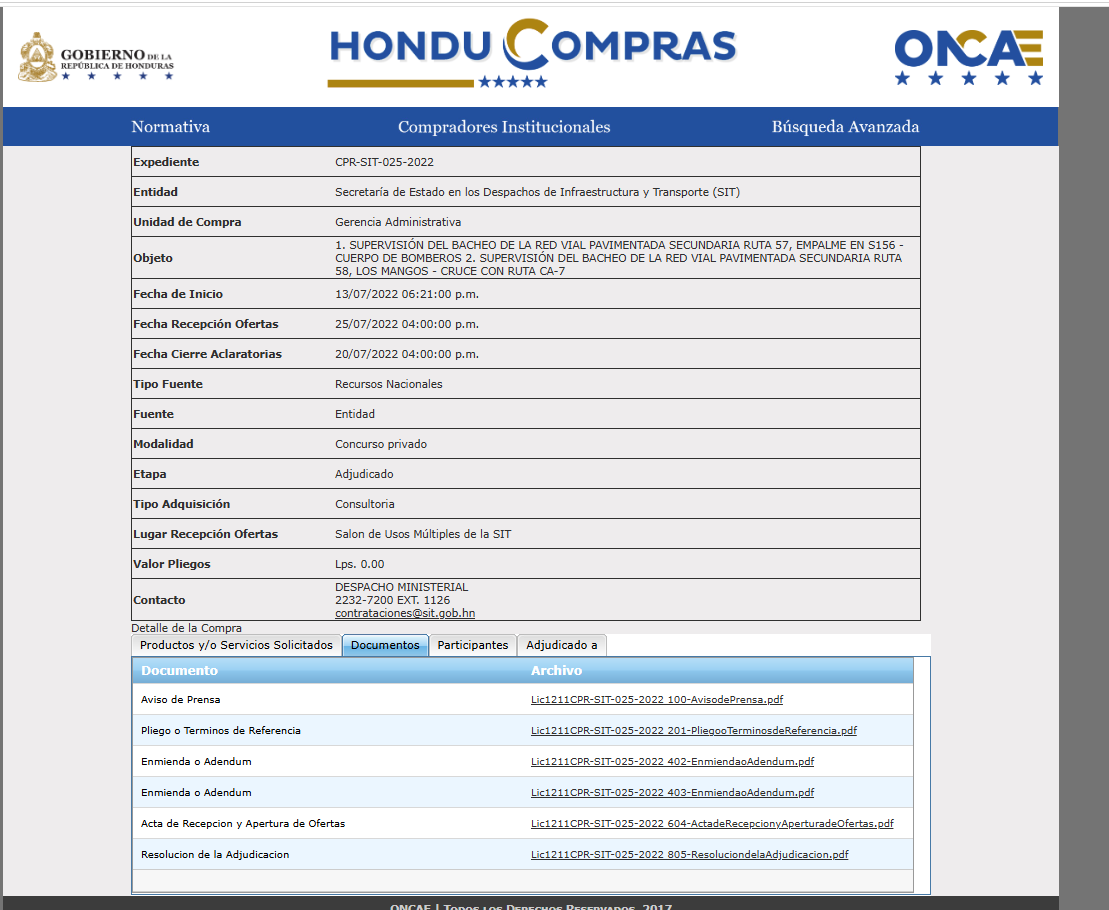 GOBIERNO DE LA
REPÚBLICA DE HONDURAS
HONDUCOMPRAS
ONCAE
Normativa Compradores Institucionales Búsqueda Avanzada
Expediente CPR-SIT-025-2022
Entidad Secretaría de Estado en los Despachos de Infraestructura y Transporte (SIT)
Unidad de Compra Gerencia Administrativa
Objeto 1. SUPERVISIÓN DEL BACHEO DE LA RED VIAL PAVIMENTADA SECUNDARIA RUTA 57, EMPALME EN S156 -
CUERPO DE BOMBEROS 2. SUPERVISIÓN DEL BACHEO DE LA RED VIAL PAVIMENTADA SECUNDARIA RUTA
58, LOS MANGOS - CRUCE CON RUTA CA-7
Fecha de Inicio 13/07/2022 06:21:00 p.m.
Fecha Recepción Ofertas 25/07/2022 04:00:00 p.m.
Fecha Cierre Aclaratorias 20/07/2022 04:00:00 p.m.
Tipo Fuente Recursos Nacionales
Fuente Entidad
Modalidad Concurso privado
Etapa Adjudicado
Tipo Adquisición Consultoria
Lugar Recepción Ofertas Salon de Usos Múltiples de la SIT
Valor Pliegos Lps. 0.00
Contacto DESPACHO MINISTERIAL
2232-7200 EXT. 1126
contrataciones@sit.gob.hn
Detalle de la Compra
Productos y/o Servicios Solicitados Documentos Participantes Adjudicado a
Documento Archivo
Aviso de Prensa Lic1211CPR-SIT-025-2022 100-AvisodePrensa.pdf
Pliego o Terminos de Referencia Lic1211CPR-SIT-025-2022 201-PliegooTerminosdeReferencia.pdf
Enmienda o Adendum Lic1211CPR-SIT-025-2022 402-EnmiendaoAdendum.pdf
Enmienda o Adendum Lic1211CPR-SIT-025-2022 403-EnmiendaoAdendum.pdf
Acta de Recepcion y Apertura de Ofertas Lic1211CPR-SIT-025-2022 604-ActadeRecepcionyAperturadeOfertas.pdf
Resolucion de la Adjudicacion Lic1211CPR-SIT-025-2022 805-ResoluciondelaAdjudicacion.pdf
ONCAE | Todos los Derechos Reservados, 2017